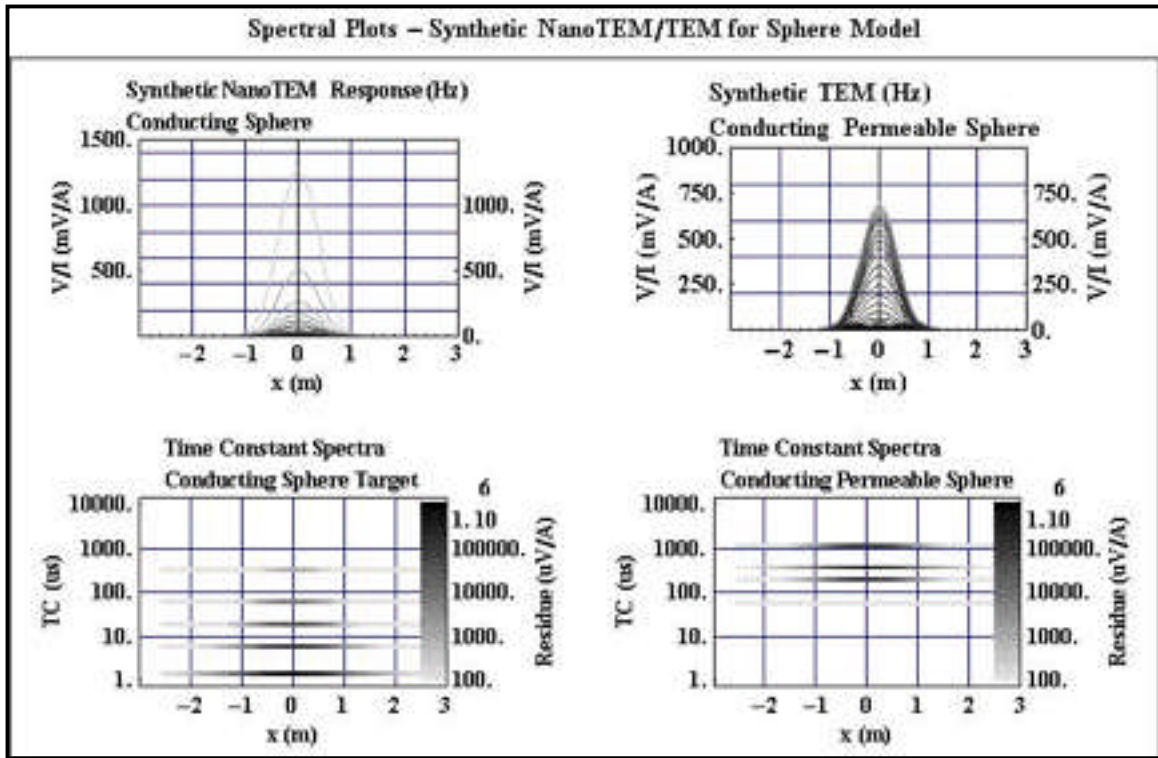 Spectral Plots – Synthetic NanoTEM/TEM for Sphere Model
Synthetic NanoTEM Response (Hz)
Conducting Sphere
1500.
1000.
500.
V/I (mV/A)
1000.
500.
0.
V/I (mV/A)
−2 −1 0 1 2 3
x (m)
Synthetic TEM (Hz)
Conducting Permeable Sphere
1000.
750.
500.
250.
V/I (mV/A)
750.
500.
250.
0.
V/I (mV/A)
−2 −1 0 1 2 3
x (m)
Time Constant Spectra
Conducting Sphere Target
10000.
1000.
100.
10.
1.
TC (us)
6
1.10
100000.
10000.
1000.
100.
Residue (uV/A)
−2 −1 0 1 2 3
x (m)
Time Constant Spectra
Conducting Permeable Sphere
10000.
1000.
100.
10.
1.
TC (us)
6
1.10
100000.
10000.
1000.
100.
Residue (uV/A)
−2 −1 0 1 2 3
x (m)